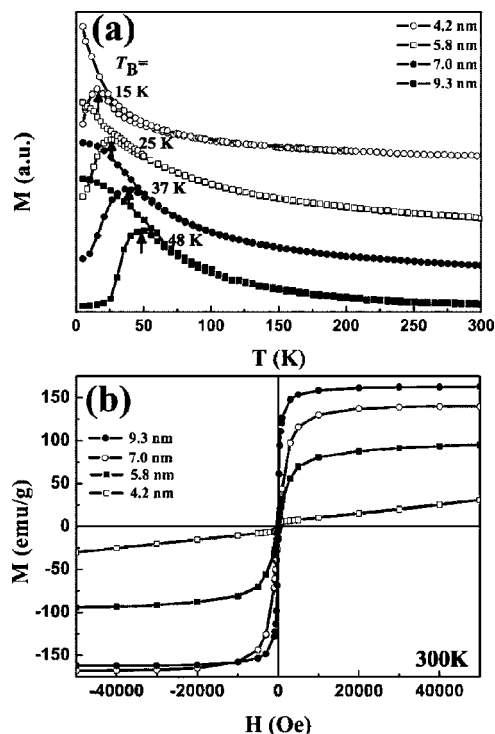 (a)
4.2 nm
5.8 nm
7.0 nm
9.3 nm
T_B=
15 K
25 K
37 K
48 K
M (a.u.)
0 50 100 150 200 250 300
T (K)
(b)
9.3 nm
7.0 nm
5.8 nm
4.2 nm
150
100
50
0
-50
-100
-150
M (emu/g)
300K
-40000 -20000 0 20000 40000
H (Oe)